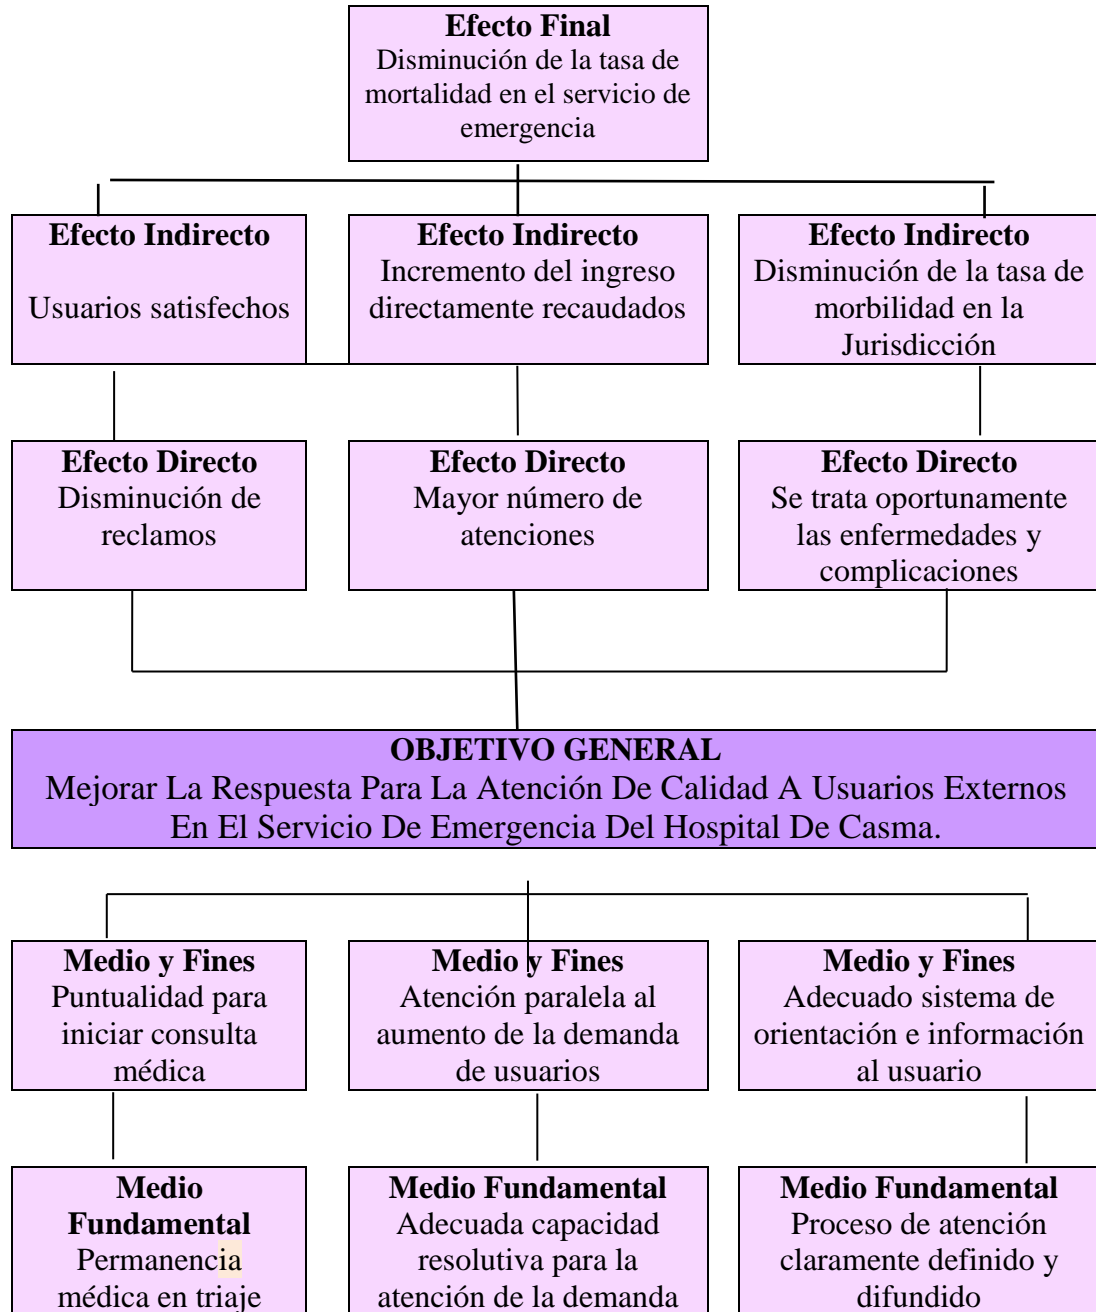 Efecto Final
Disminución de la tasa de
mortalidad en el servicio de
emergencia
Efecto Indirecto
Usuarios satisfechos
Efecto Indirecto
Incremento del ingreso
directamente recaudados
Efecto Indirecto
Disminución de la tasa de
morbilidad en la
Jurisdicción
Efecto Directo
Disminución de
reclamos
Efecto Directo
Mayor número de
atenciones
Efecto Directo
Se trata oportunamente
las enfermedades y
complicaciones
OBJETIVO GENERAL
Mejorar La Respuesta Para La Atención De Calidad A Usuarios Externos
En El Servicio De Emergencia Del Hospital De Casma.
Medio y Fines
Puntualidad para
iniciar consulta
médica
Medio y Fines
Atención paralela al
aumento de la demanda
de usuarios
Medio y Fines
Adecuado sistema de
orientación e información
al usuario
Medio
Fundamental
Permanencia
médica en triaje
Medio Fundamental
Adecuada capacidad
resolutiva para la
atención de la demanda
Medio Fundamental
Proceso de atención
claramente definido y
difundido